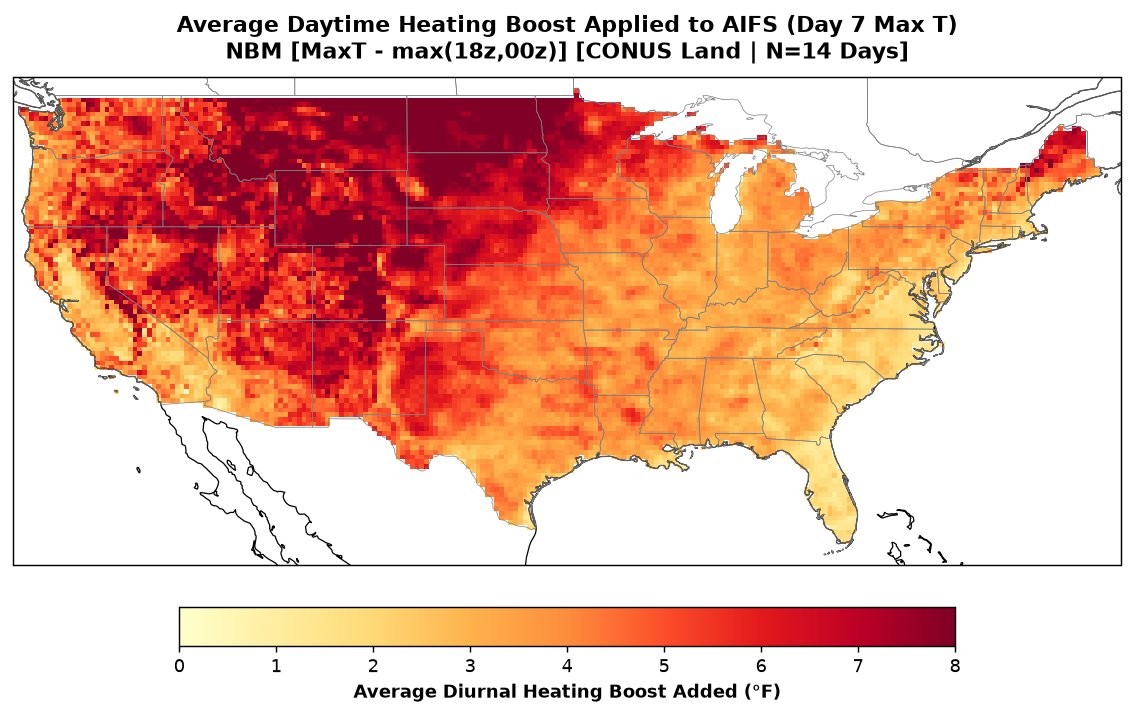 Average Daytime Heating Boost Applied to AIFS (Day 7 Max T)
NBM [MaxT - max(18z,00z)] [CONUS Land | N=14 Days]
0 1 2 3 4 5 6 7 8
Average Diurnal Heating Boost Added (°F)